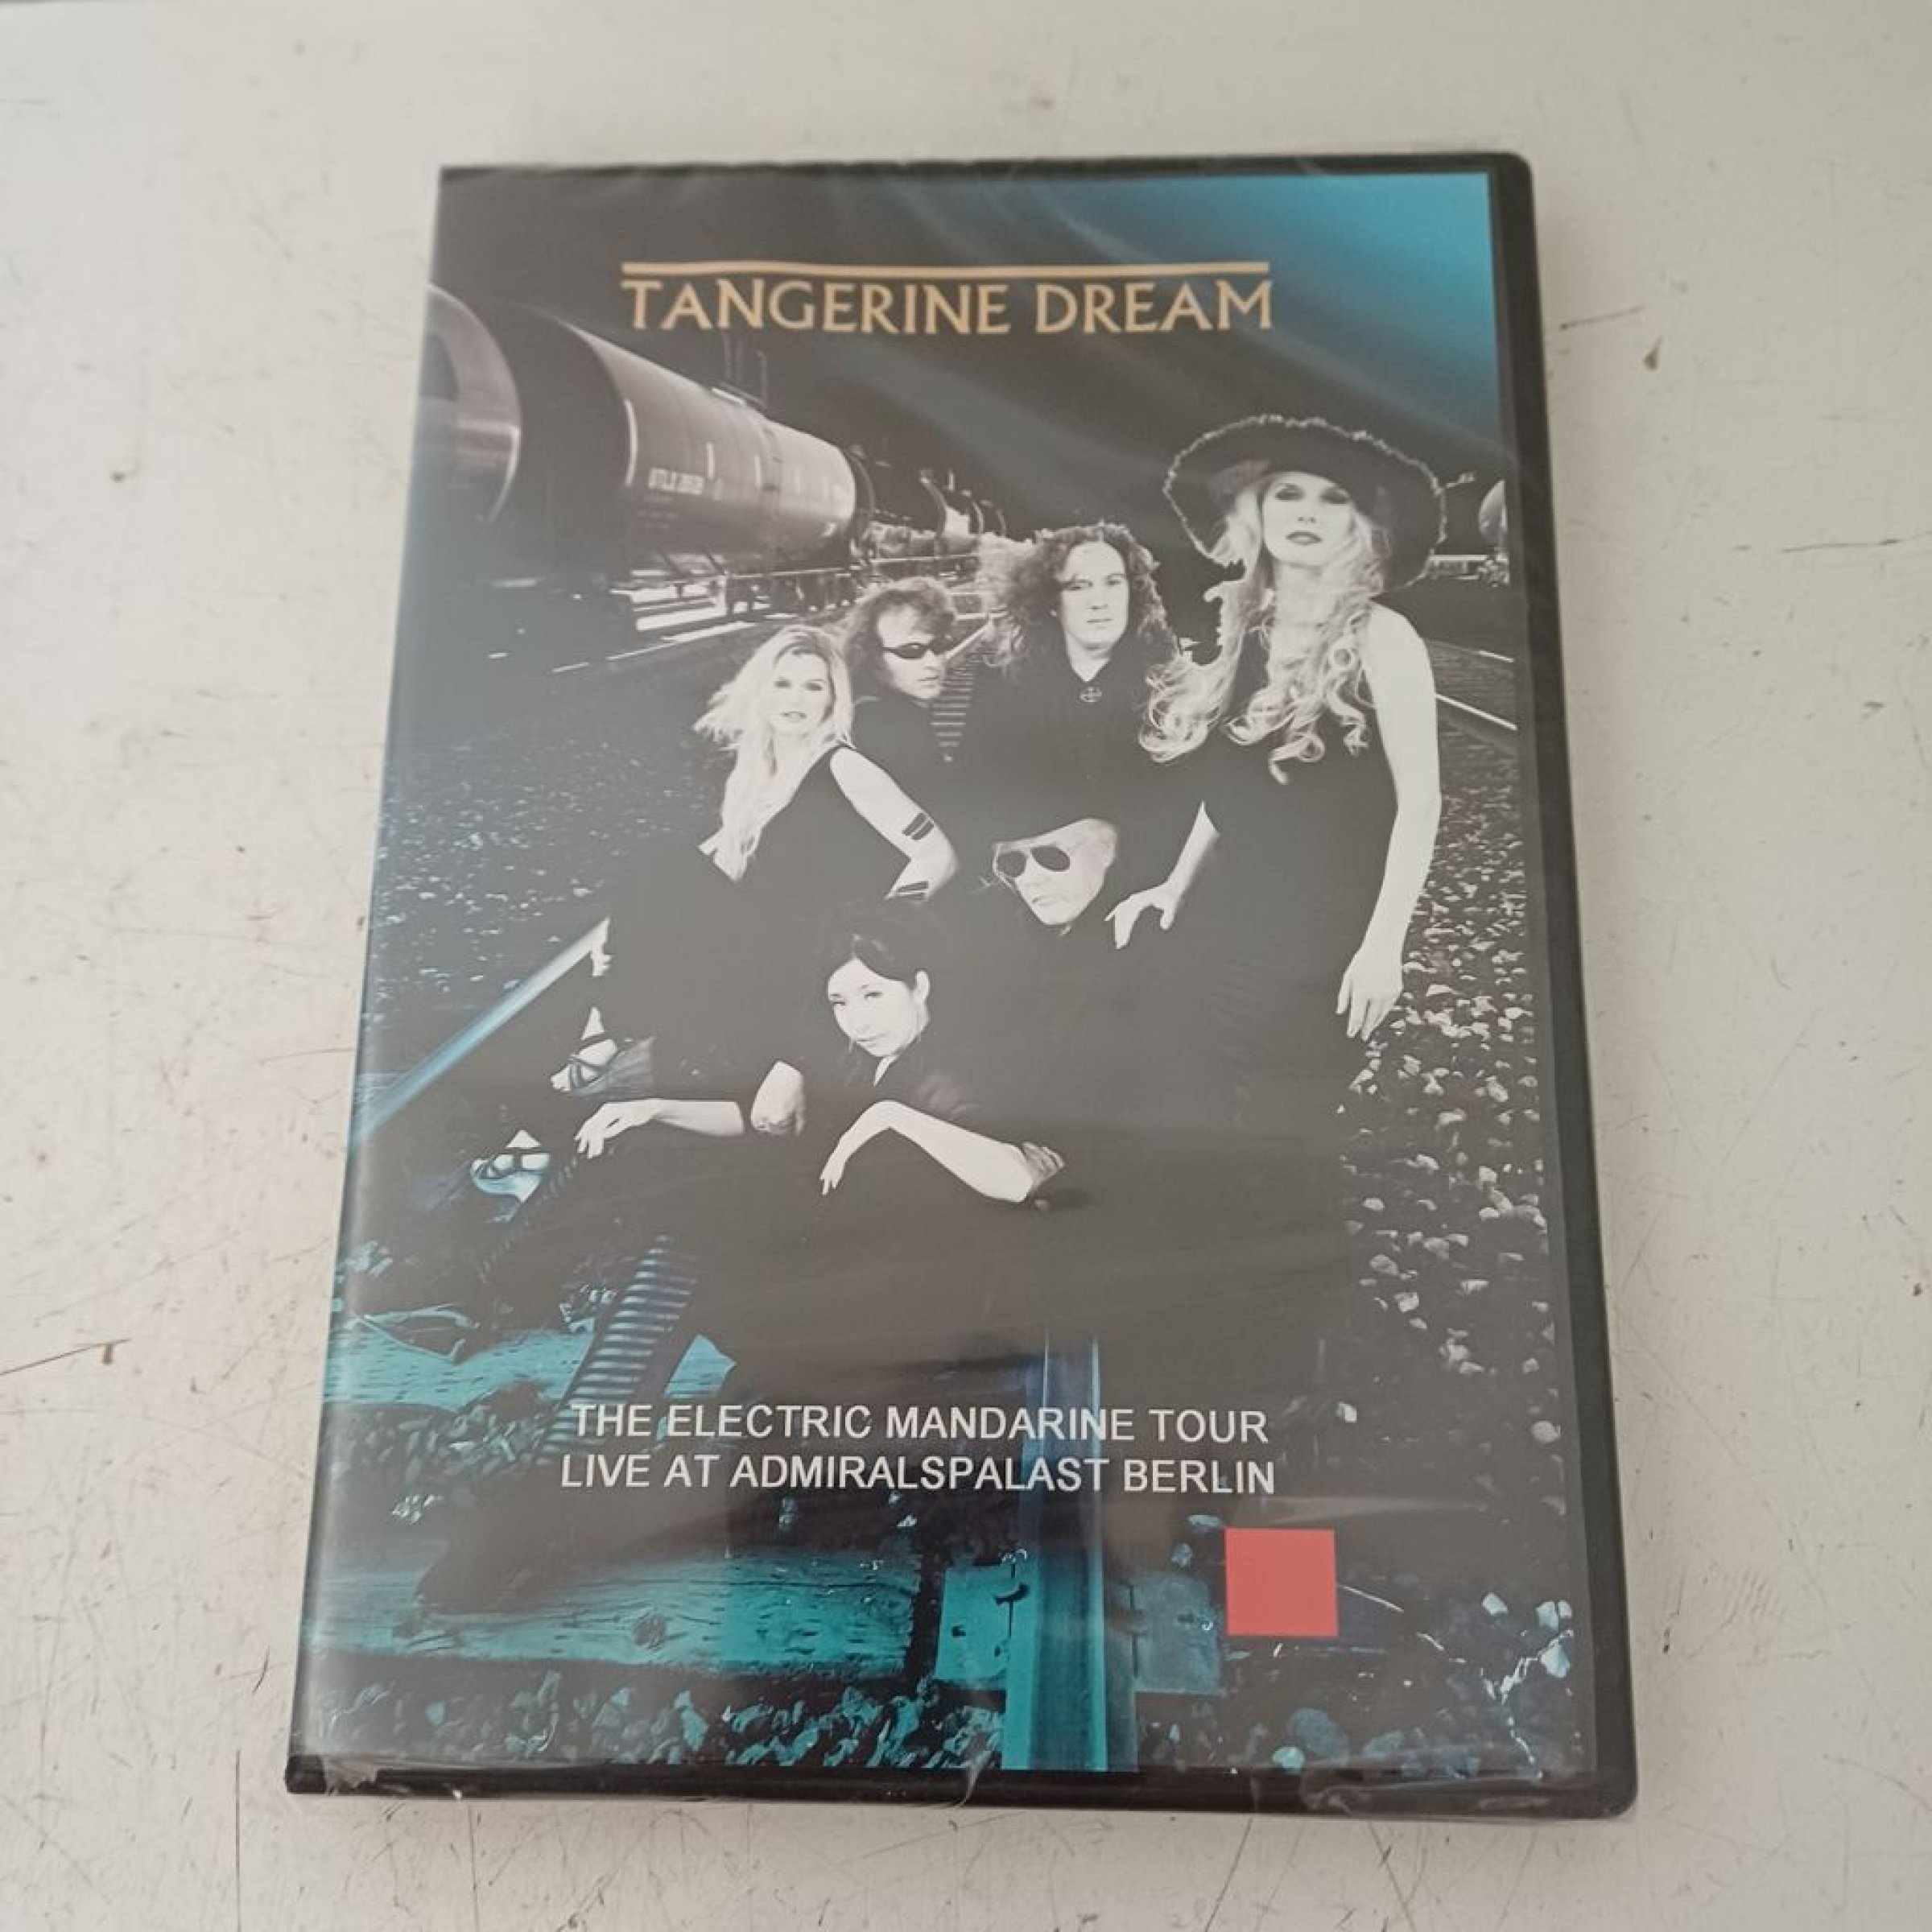 TANGERINE DREAM
THE ELECTRIC MANDARINE TOUR
LIVE AT ADMIRALSPALAST BERLIN